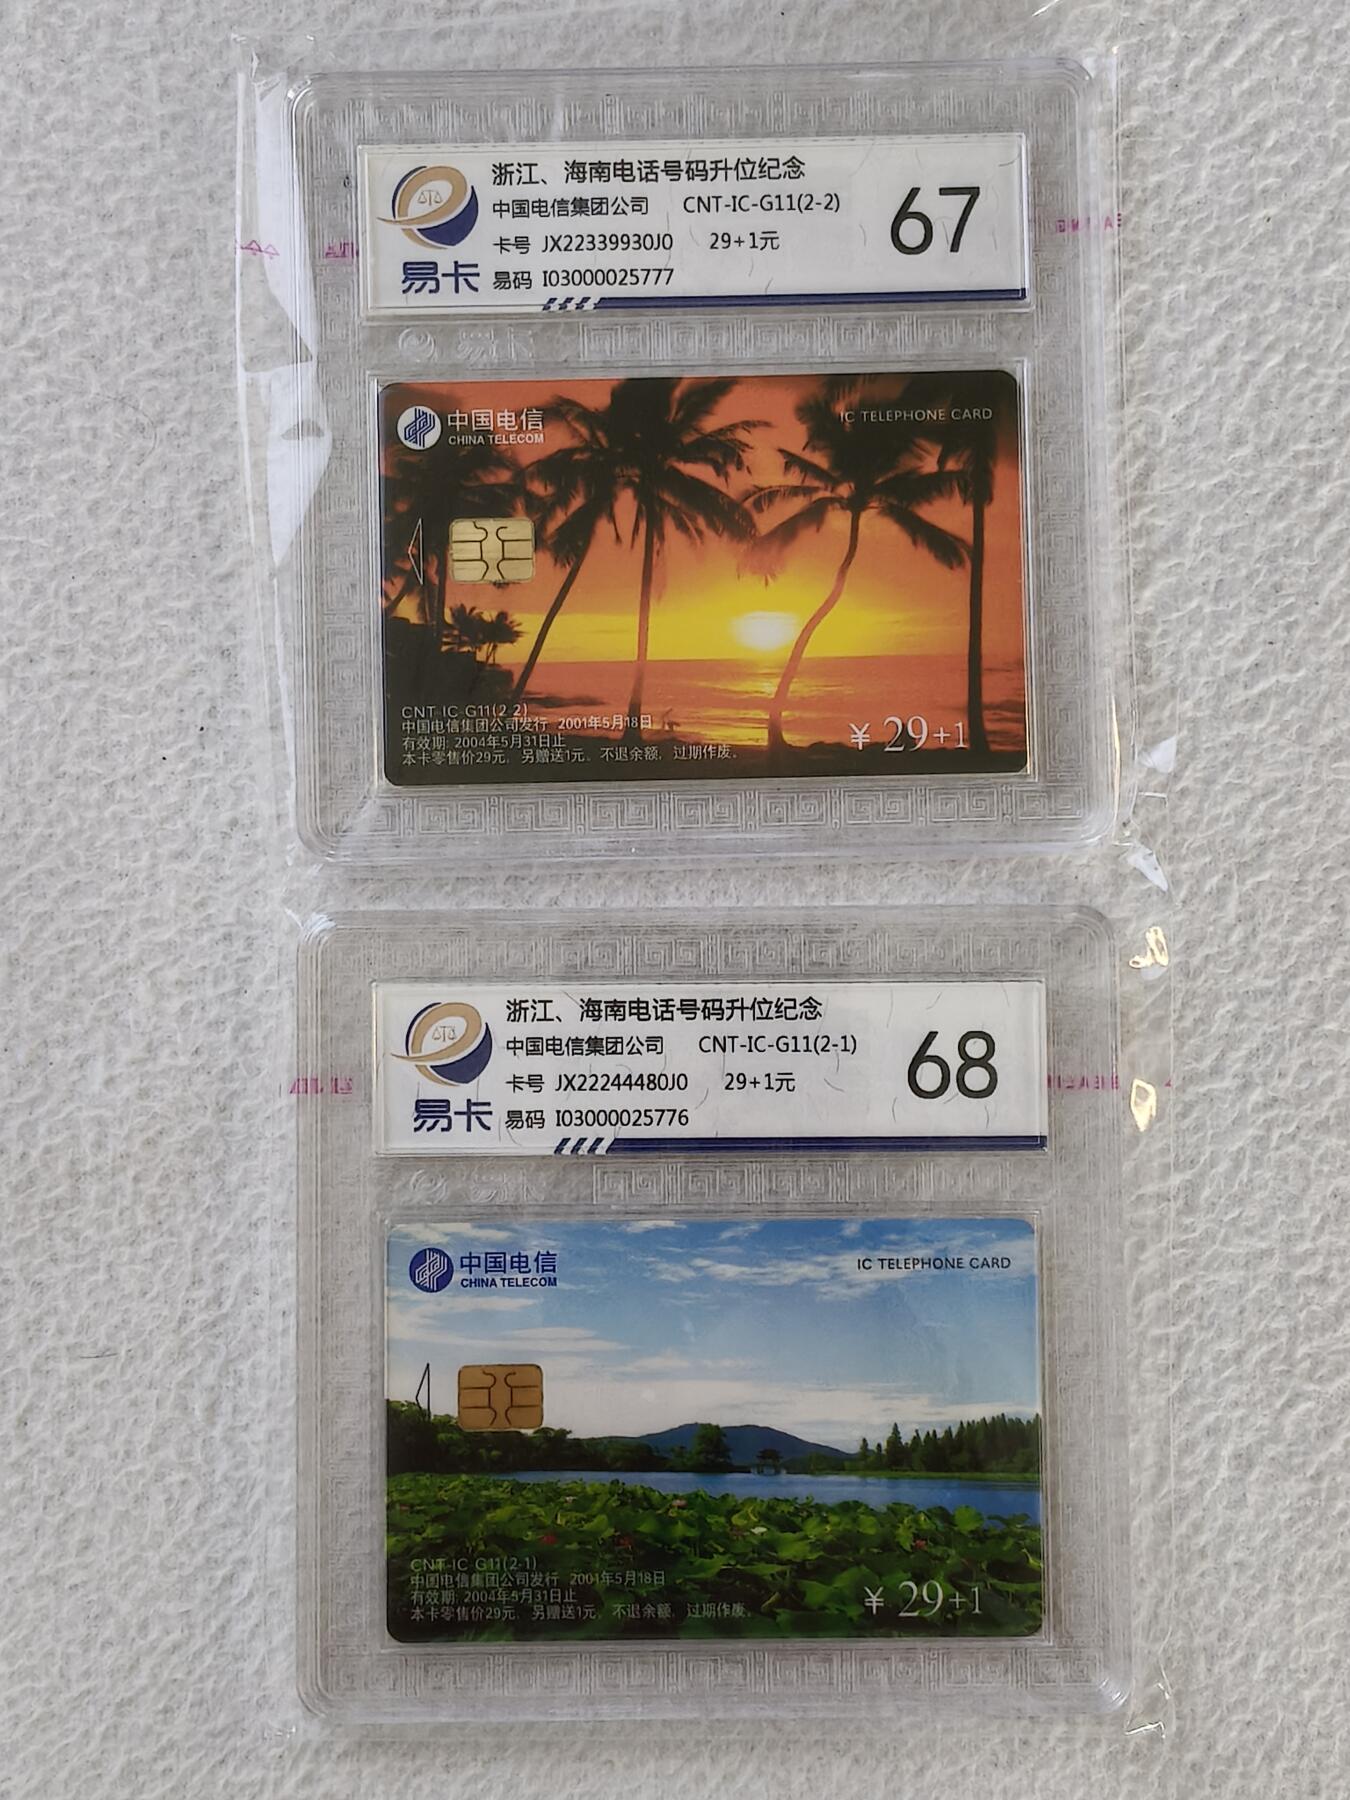 浙江、海南电话号码升位纪念
中国电信集团公司 CNT-IC-G11(2-2)
67
卡号 JX22339930J0 29+1元
易卡 易码 I03000025777
中国电信
CHINA TELECOM
IC TELEPHONE CARD
CNT-IC-G11(2-2)
中国电信集团公司发行 2001年5月18日
有效期: 2004年5月31日止
本卡零售价29元, 另赠送1元, 不退余额, 过期作废。
¥ 29+1
浙江、海南电话号码升位纪念
中国电信集团公司 CNT-IC-G11(2-1)
68
卡号 JX22244480J0 29+1元
易卡 易码 I03000025776
中国电信
CHINA TELECOM
IC TELEPHONE CARD
CNT-IC-G11(2-1)
中国电信集团公司发行 2001年5月18日
有效期: 2004年5月31日止
本卡零售价29元, 另赠送1元, 不退余额, 过期作废。
¥ 29+1